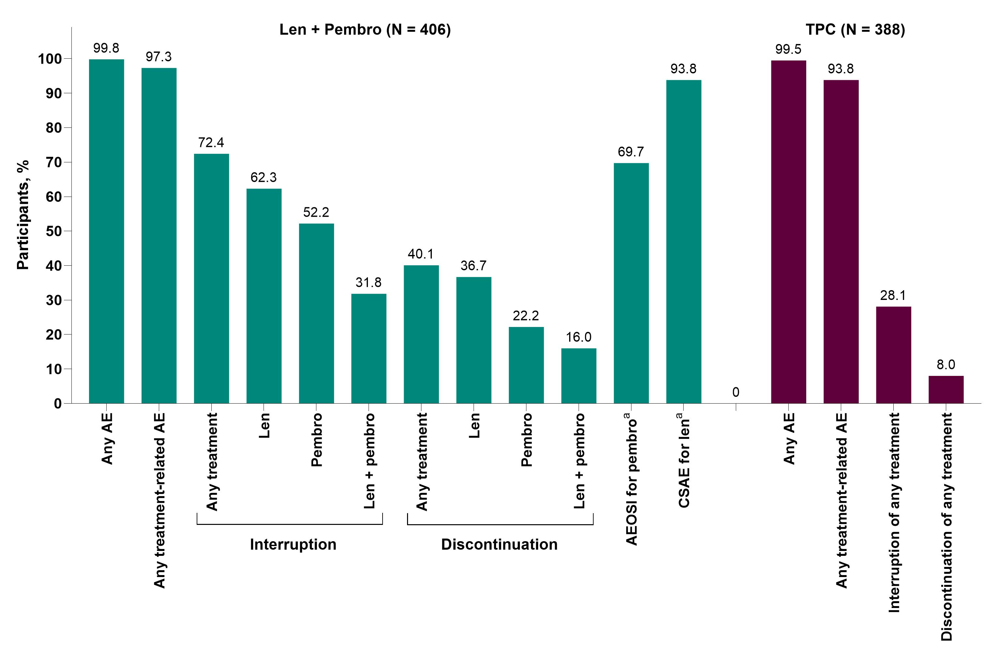 Len + Pembro (N = 406)
TPC (N = 388)
Participants, %
100
90
80
70
60
50
40
30
20
10
0
99.8
97.3
72.4
62.3
52.2
31.8
40.1
36.7
22.2
16.0
69.7
93.8
0
99.5
93.8
28.1
8.0
Any AE
Any treatment-related AE
Any treatment
Len
Pembro
Len + pembro
Any treatment
Len
Pembro
Len + pembro
AEOSI for pembroᵃ
CSAE for lenᵃ
Any AE
Any treatment-related AE
Interruption of any treatment
Discontinuation of any treatment
Interruption
Discontinuation